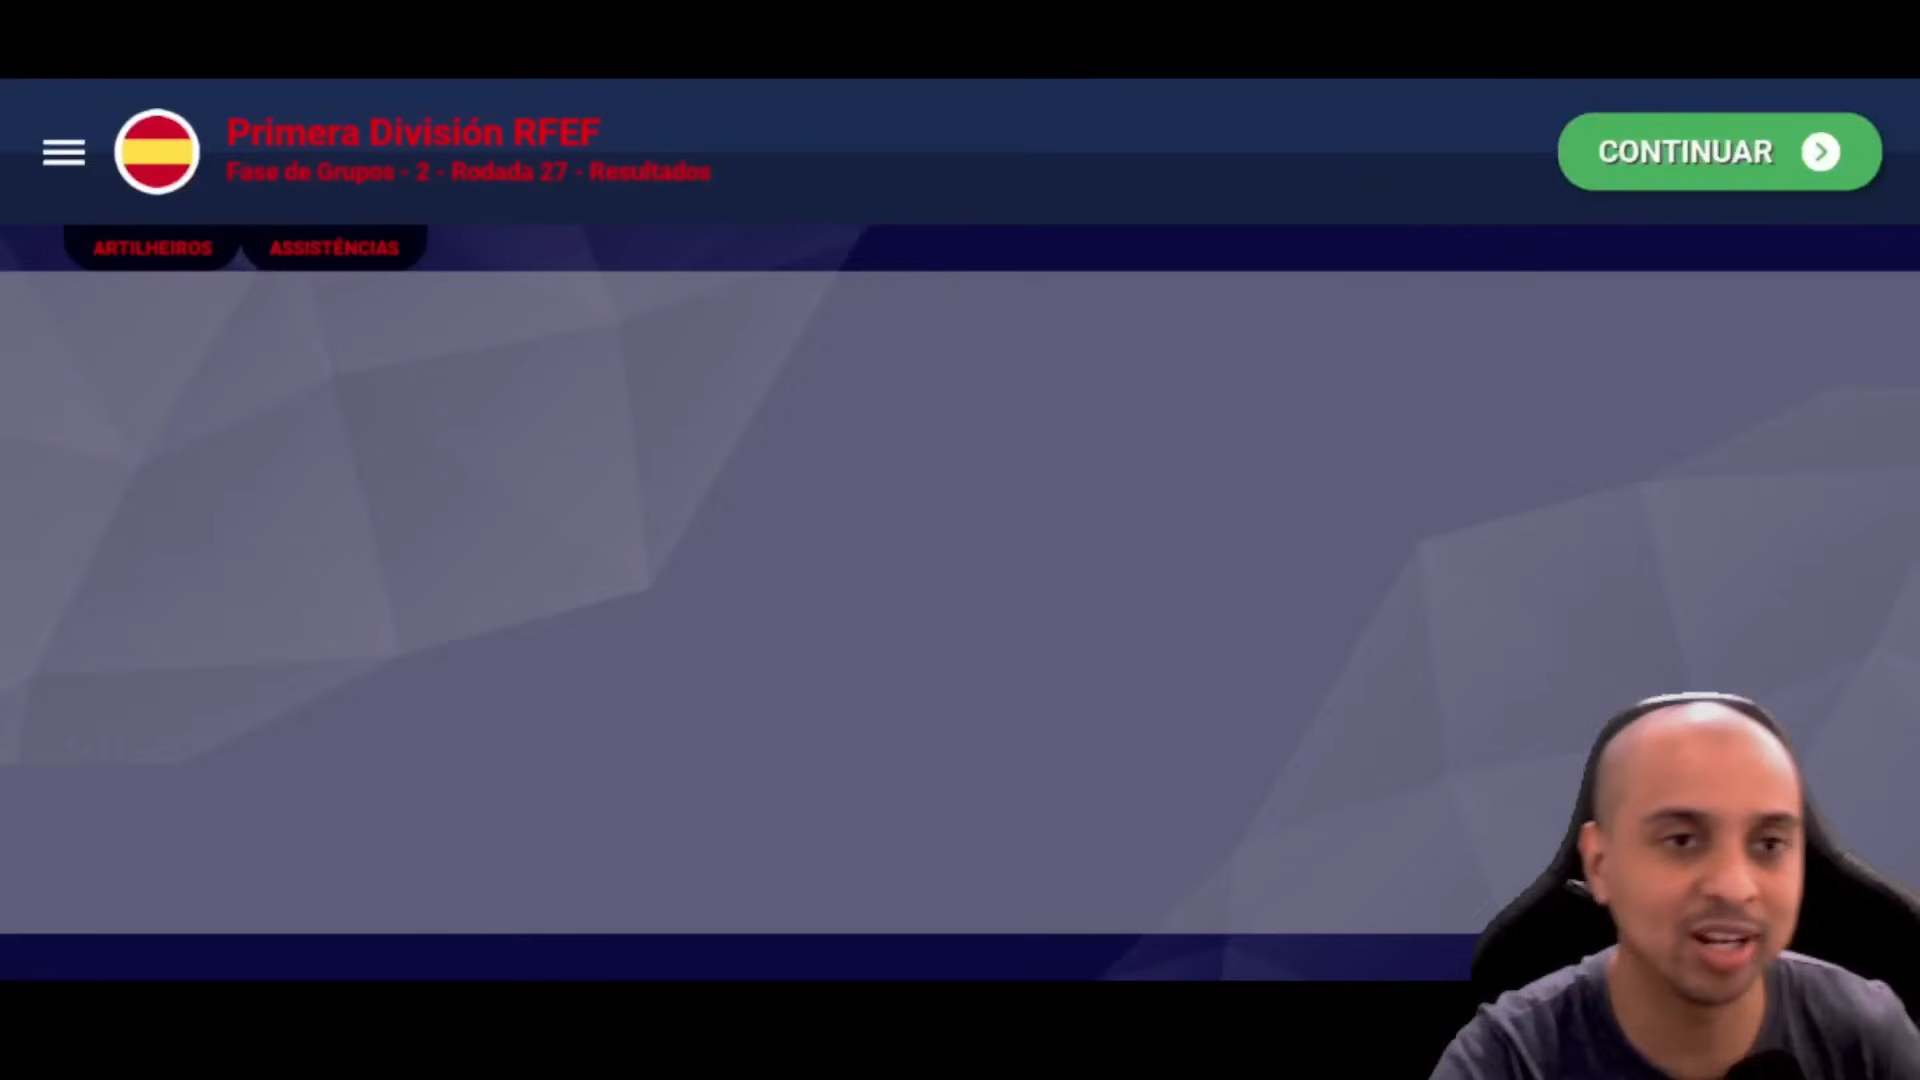 Primera División RFEF
Fase de Grupos - 2 - Rodada 27 - Resultados
CONTINUAR
ARTILHEIROS
ASSISTÊNCIAS